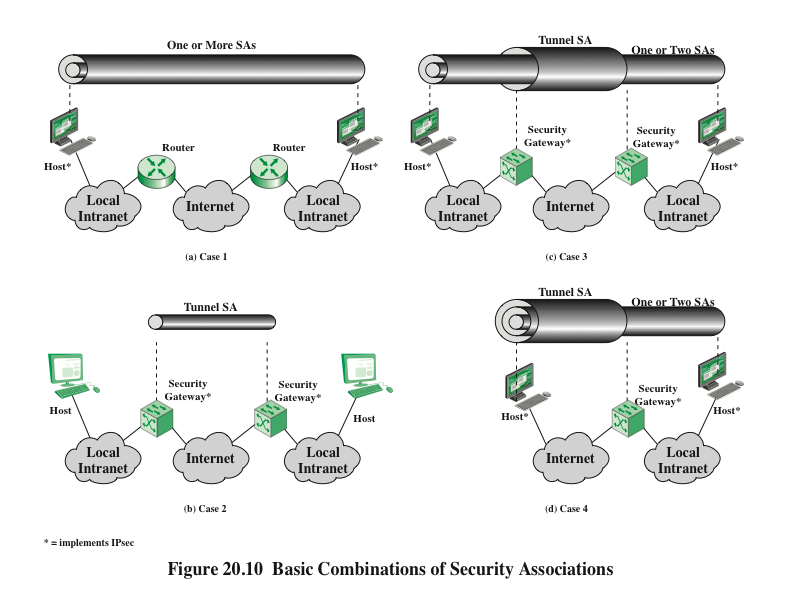 One or More SAs
Router
Router
Host*
Host*
Local
Intranet
Internet
Local
Intranet
(a) Case 1
Tunnel SA
One or Two SAs
Security
Gateway*
Security
Gateway*
Host*
Host*
Local
Intranet
Internet
Local
Intranet
(c) Case 3
Tunnel SA
Security
Gateway*
Security
Gateway*
Host
Host
Local
Intranet
Internet
Local
Intranet
(b) Case 2
Tunnel SA
One or Two SAs
Security
Gateway*
Host*
Host*
Internet
Local
Intranet
(d) Case 4
* = implements IPsec
Figure 20.10 Basic Combinations of Security Associations